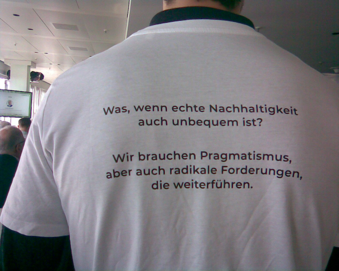 Was, wenn echte Nachhaltigkeit
auch unbequem ist?
Wir brauchen Pragmatismus,
aber auch radikale Forderungen,
die weiterführen.